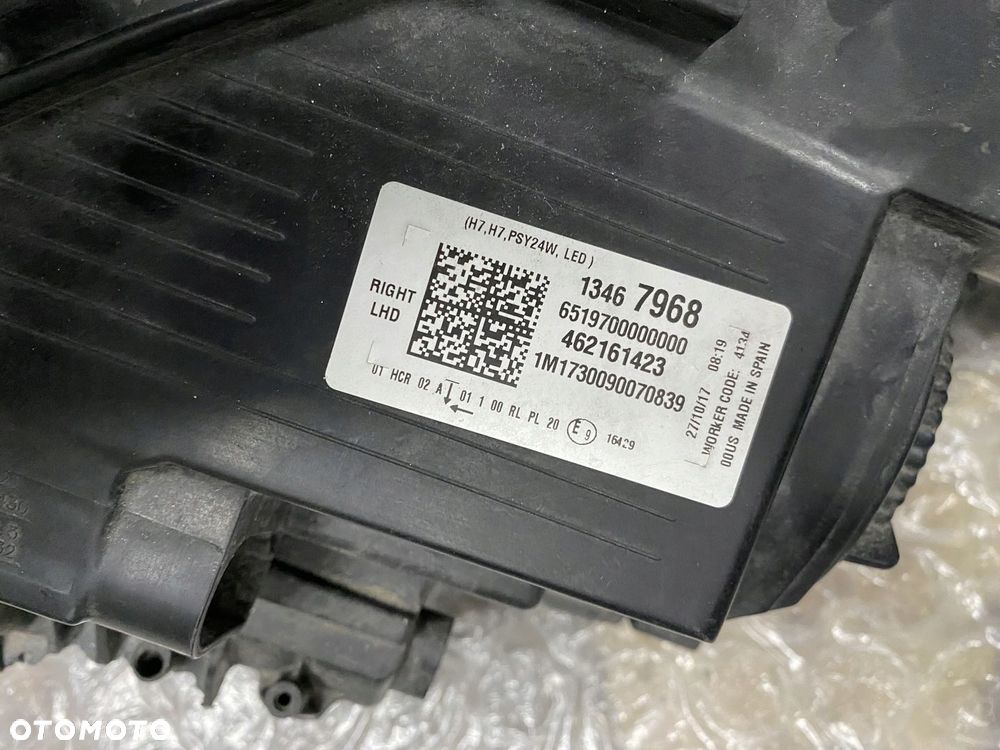 (H7,H7,PSY24W, LED)
RIGHT
LHD
1346 7968
6519700000000
462161423
1M1730090070839
01 HCR 02 A 01 1 00 RL PL 20 E9 16429
27/10/17 08:19
WORKER CODE: 4134
00US MADE IN SPAIN
OTOMOTO